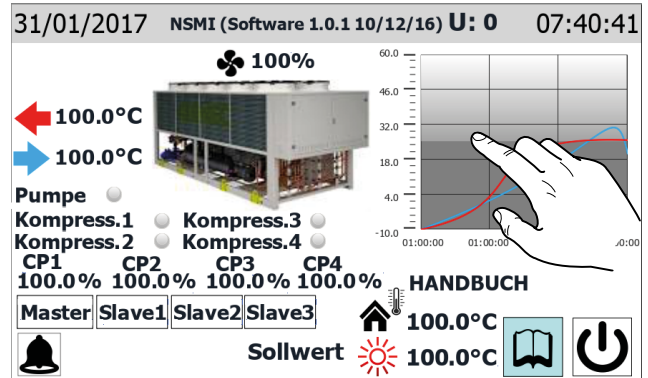 31/01/2017 NSMI (Software 1.0.1 10/12/16) U: 0 07:40:41
100%
60.0
46.0
32.0
18.0
4.0
-10.0
01:00:00 01:00:00 :0:00
100.0°C
100.0°C
Pumpe
Kompress.1 Kompress.3
Kompress.2 Kompress.4
CP1 CP2 CP3 CP4
100.0% 100.0% 100.0% 100.0%
HANDBUCH
Master Slave1 Slave2 Slave3
100.0°C
Sollwert 100.0°C